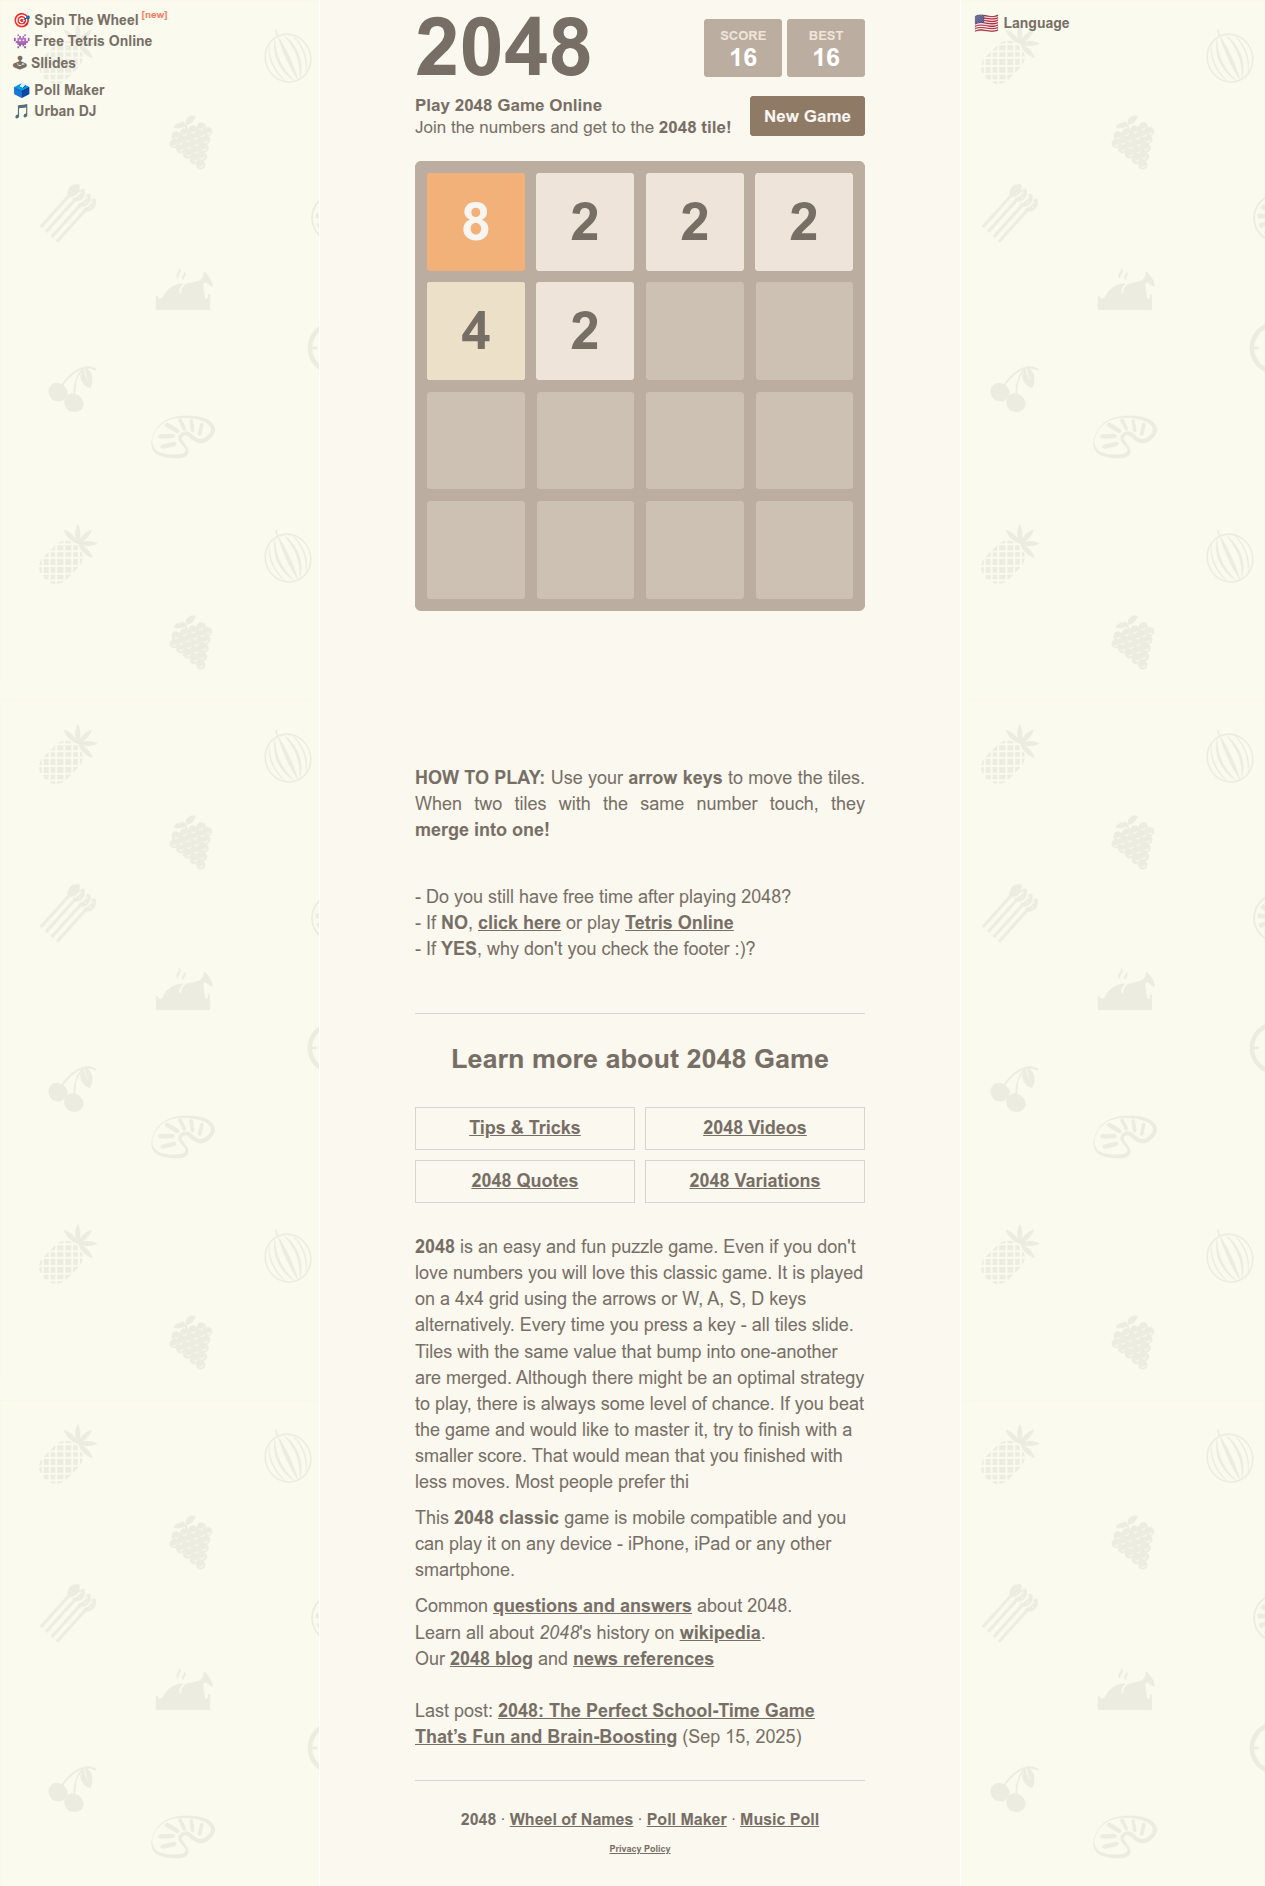 Spin The Wheel [new]
Free Tetris Online
Sllides
Poll Maker
Urban DJ
Language
2048
SCORE
16
BEST
16
Play 2048 Game Online
Join the numbers and get to the 2048 tile!
New Game
8 2 2 2
4 2
HOW TO PLAY: Use your arrow keys to move the tiles.
When two tiles with the same number touch, they
merge into one!
- Do you still have free time after playing 2048?
- If NO, click here or play Tetris Online
- If YES, why don't you check the footer :)?
Learn more about 2048 Game
Tips & Tricks
2048 Videos
2048 Quotes
2048 Variations
2048 is an easy and fun puzzle game. Even if you don't
love numbers you will love this classic game. It is played
on a 4x4 grid using the arrows or W, A, S, D keys
alternatively. Every time you press a key - all tiles slide.
Tiles with the same value that bump into one-another
are merged. Although there might be an optimal strategy
to play, there is always some level of chance. If you beat
the game and would like to master it, try to finish with a
smaller score. That would mean that you finished with
less moves. Most people prefer thi
This 2048 classic game is mobile compatible and you
can play it on any device - iPhone, iPad or any other
smartphone.
Common questions and answers about 2048.
Learn all about 2048's history on wikipedia.
Our 2048 blog and news references
Last post: 2048: The Perfect School-Time Game
That’s Fun and Brain-Boosting (Sep 15, 2025)
2048 · Wheel of Names · Poll Maker · Music Poll
Privacy Policy